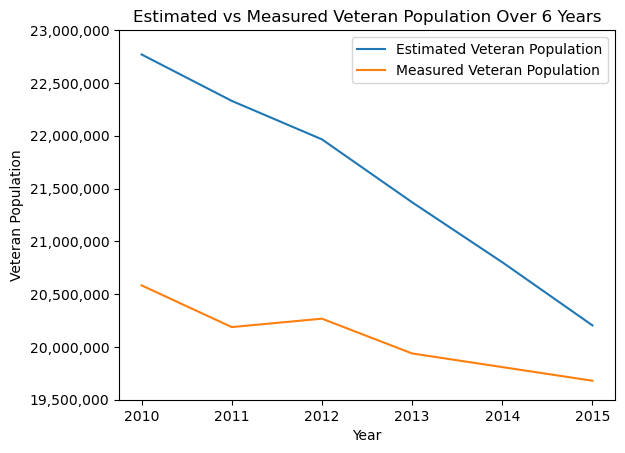 Estimated vs Measured Veteran Population Over 6 Years
23,000,000
22,500,000
22,000,000
21,500,000
21,000,000
20,500,000
20,000,000
19,500,000
Veteran Population
Estimated Veteran Population
Measured Veteran Population
2010 2011 2012 2013 2014 2015
Year